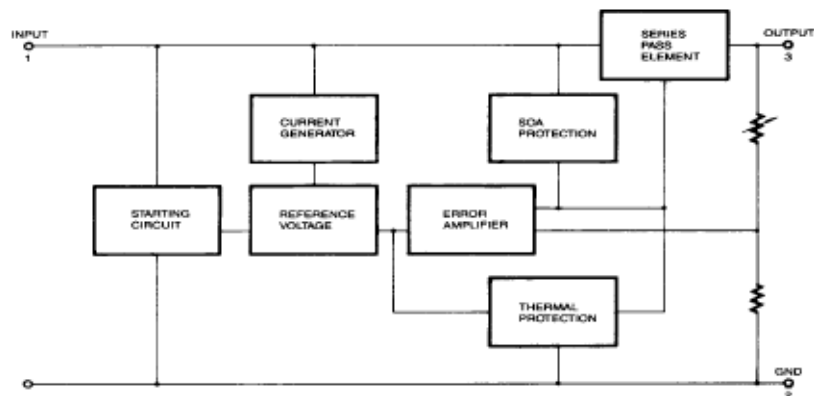 INPUT
1
SERIES
PASS
ELEMENT
OUTPUT
3
CURRENT
GENERATOR
SOA
PROTECTION
STARTING
CIRCUIT
REFERENCE
VOLTAGE
ERROR
AMPLIFIER
THERMAL
PROTECTION
GND